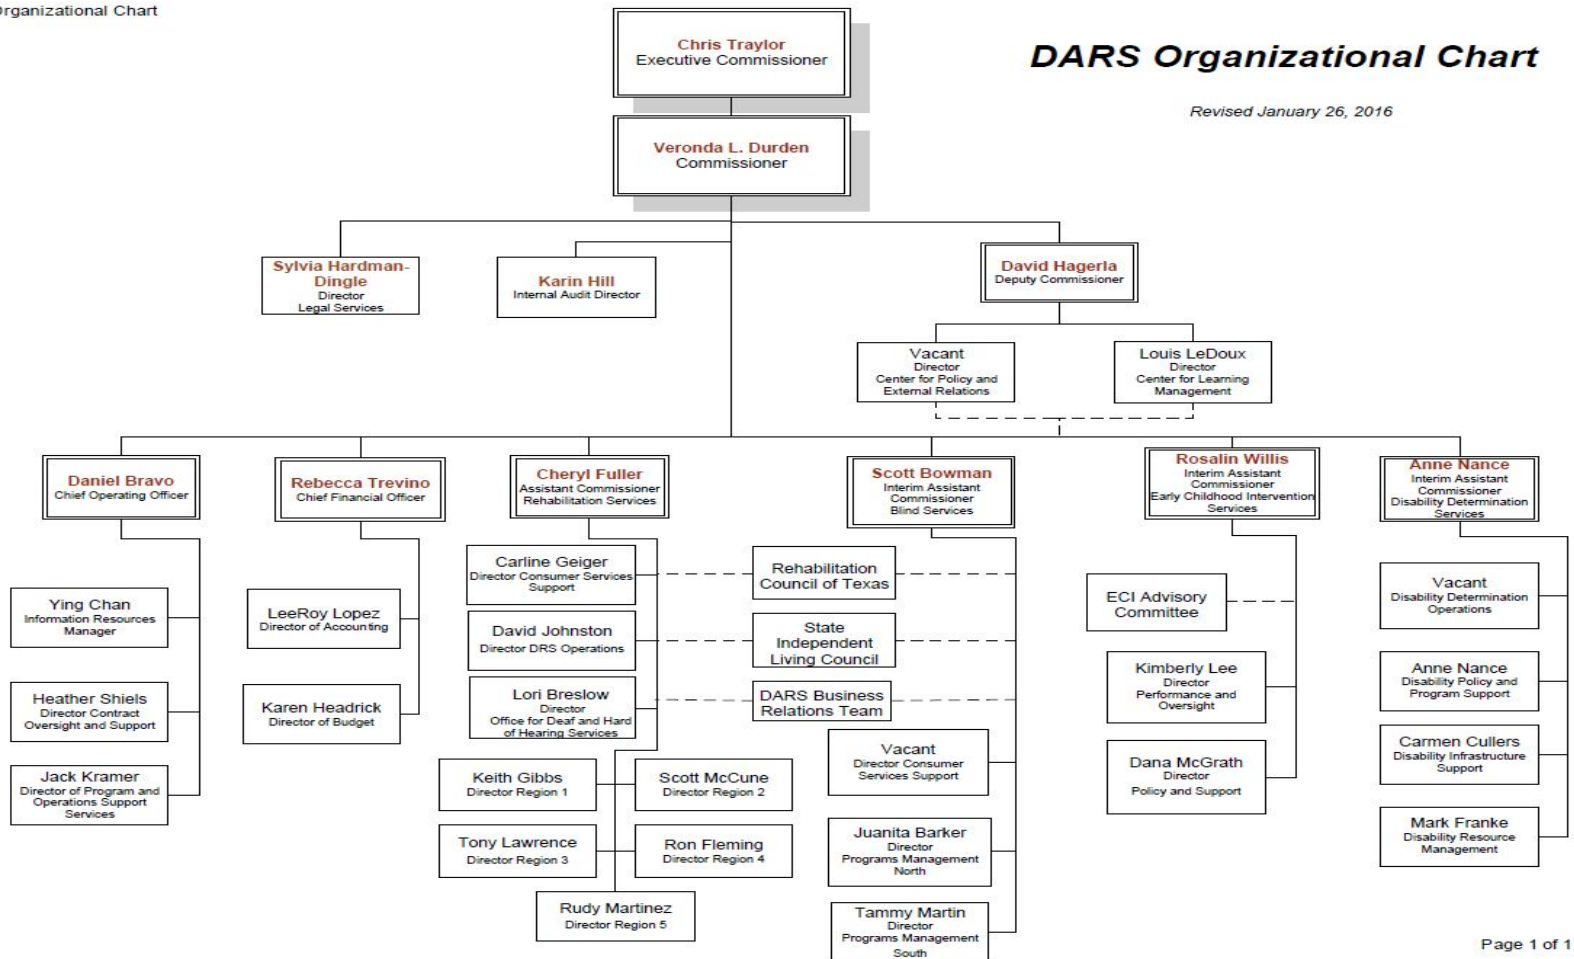 Organizational Chart
Chris Traylor
Executive Commissioner
DARS Organizational Chart
Revised January 26, 2016
Veronda L. Durden
Commissioner
Sylvia Hardman-
Dingle
Director
Legal Services
Karin Hill
Internal Audit Director
David Hagerla
Deputy Commissioner
Vacant
Director
Center for Policy and
External Relations
Louis LeDoux
Director
Center for Learning
Management
Daniel Bravo
Chief Operating Officer
Rebecca Trevino
Chief Financial Officer
Cheryl Fuller
Assistant Commissioner
Rehabilitation Services
Scott Bowman
Interim Assistant
Commissioner
Blind Services
Rosalin Willis
Interim Assistant
Commissioner
Early Childhood Intervention
Services
Anne Nance
Interim Assistant
Commissioner
Disability Determination
Services
Ying Chan
Information Resources
Manager
Heather Shiels
Director Contract
Oversight and Support
Jack Kramer
Director of Program and
Operations Support
Services
LeeRoy Lopez
Director of Accounting
Karen Headrick
Director of Budget
Carline Geiger
Director Consumer Services
Support
David Johnston
Director DRS Operations
Lori Breslow
Director
Office for Deaf and Hard
of Hearing Services
Keith Gibbs
Director Region 1
Scott McCune
Director Region 2
Tony Lawrence
Director Region 3
Ron Fleming
Director Region 4
Rudy Martinez
Director Region 5
Rehabilitation
Council of Texas
State
Independent
Living Council
DARS Business
Relations Team
Vacant
Director Consumer
Services Support
Juanita Barker
Director
Programs Management
North
Tammy Martin
Director
Programs Management
South
ECI Advisory
Committee
Kimberly Lee
Director
Performance and
Oversight
Dana McGrath
Director
Policy and Support
Vacant
Disability Determination
Operations
Anne Nance
Disability Policy and
Program Support
Carmen Cullers
Disability Infrastructure
Support
Mark Franke
Disability Resource
Management
Page 1 of 1